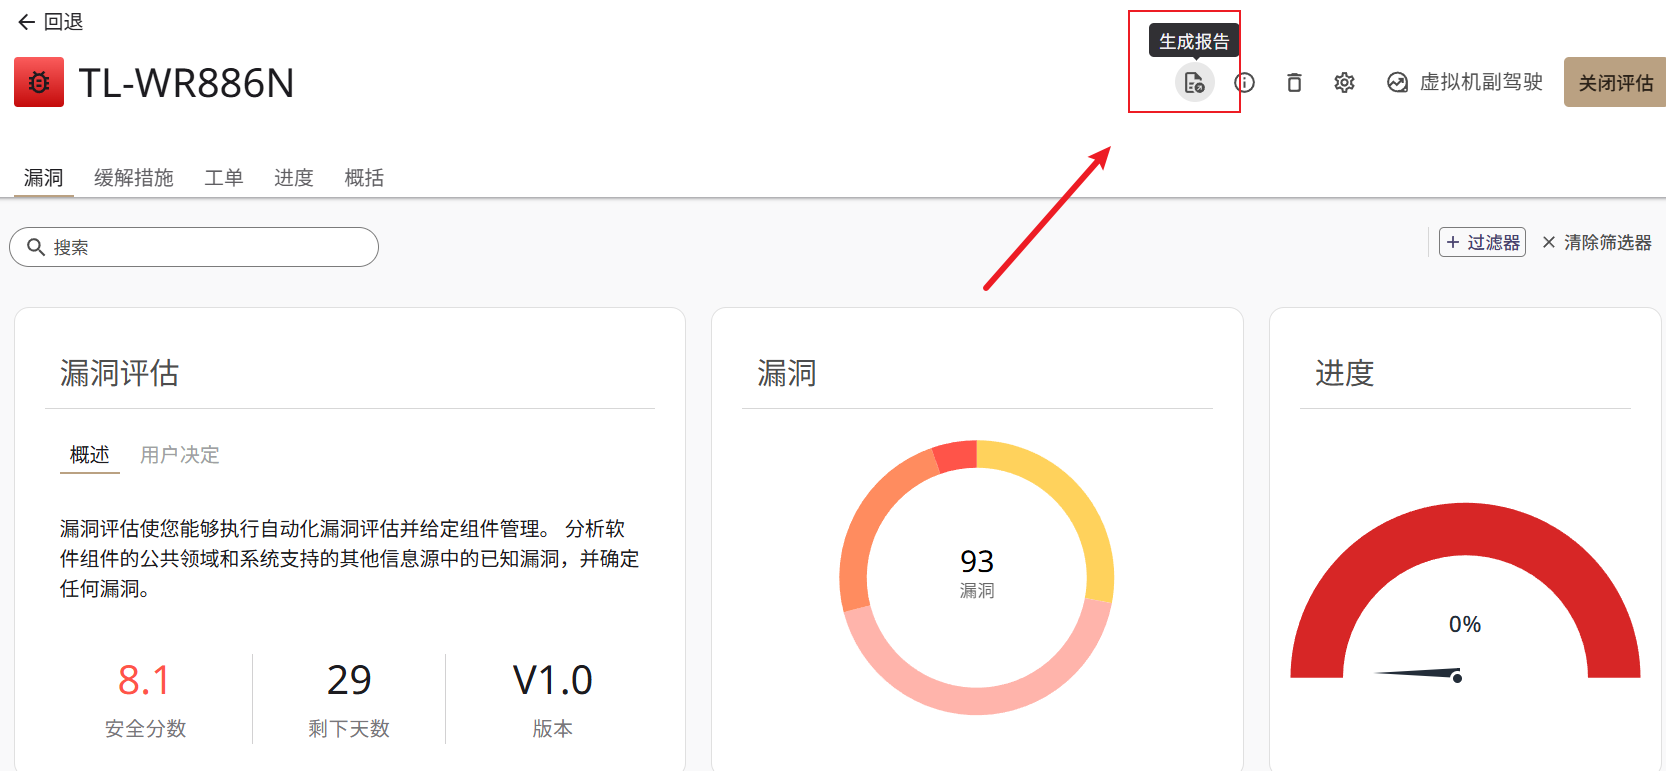 回退
生成报告
TL-WR886N
虚拟机副驾驶
关闭评估
漏洞 缓解措施 工单 进度 概括
搜索
过滤器
清除筛选器
漏洞评估
概述 用户决定
漏洞评估使您能够执行自动化漏洞评估并给定组件管理。 分析软
件组件的公共领域和系统支持的其他信息源中的已知漏洞，并确定
任何漏洞。
8.1
安全分数
29
剩下天数
V1.0
版本
漏洞
93
漏洞
进度
0%